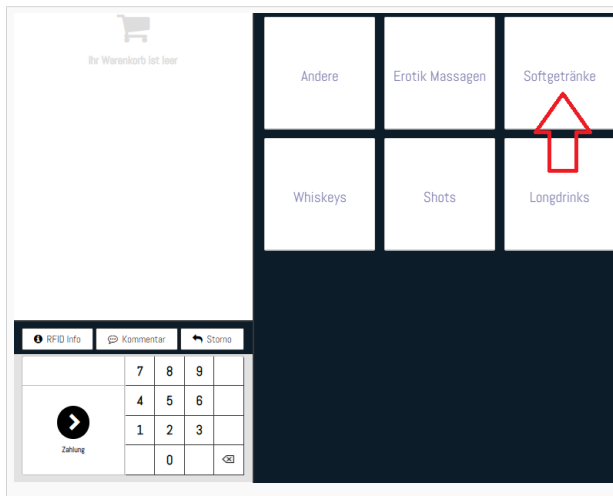 Ihr Warenkorb ist leer
Andere
Erotik Massagen
Softgetränke
Whiskeys
Shots
Longdrinks
RFID Info
Kommentar
Storno
7 8 9
4 5 6
1 2 3
0
Zahlung